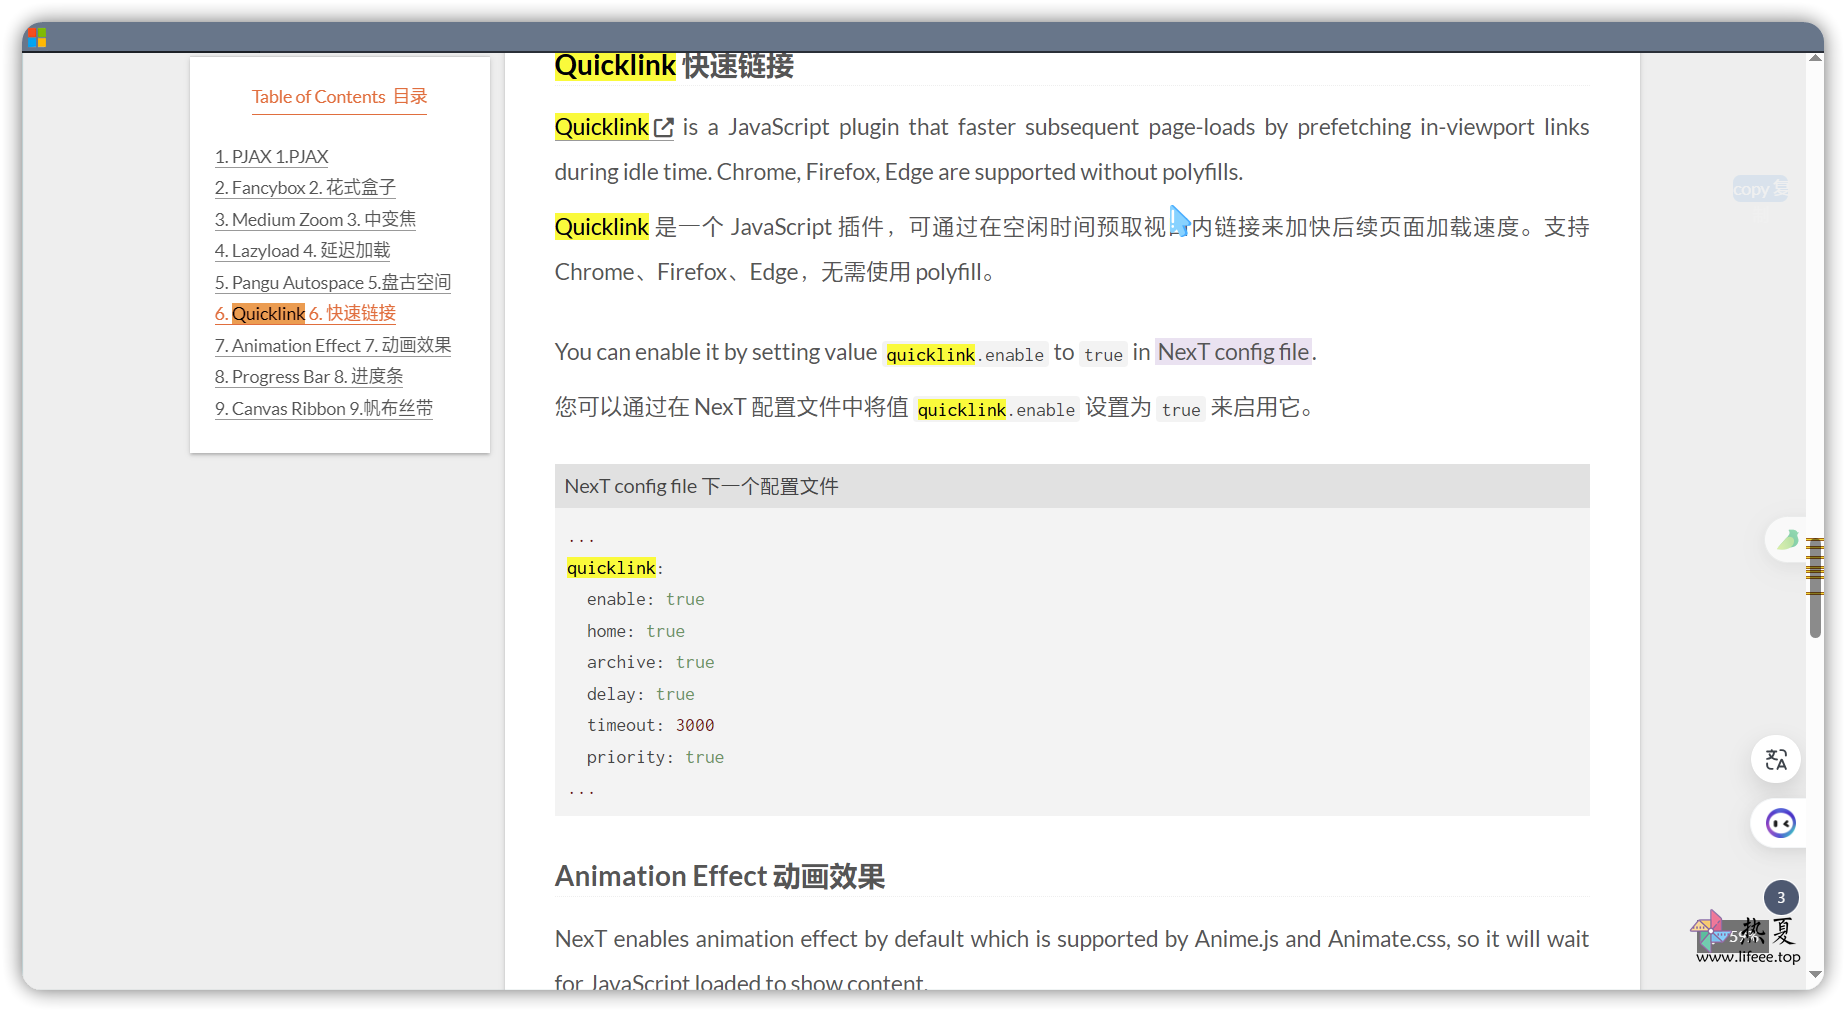 Table of Contents 目录
1. PJAX 1.PJAX
2. Fancybox 2. 花式盒子
3. Medium Zoom 3. 中变焦
4. Lazyload 4. 延迟加载
5. Pangu Autospace 5.盘古空间
6. Quicklink 6. 快速链接
7. Animation Effect 7. 动画效果
8. Progress Bar 8. 进度条
9. Canvas Ribbon 9.帆布丝带
Quicklink 快速链接
Quicklink is a JavaScript plugin that faster subsequent page-loads by prefetching in-viewport links
during idle time. Chrome, Firefox, Edge are supported without polyfills.
Quicklink 是一个 JavaScript 插件，可通过在空闲时间预取视口内链接来加快后续页面加载速度。支持
Chrome、Firefox、Edge，无需使用 polyfill。
You can enable it by setting value quicklink.enable to true in NexT config file.
您可以通过在 NexT 配置文件中将值 quicklink.enable 设置为 true 来启用它。
NexT config file 下一个配置文件
...
quicklink:
enable: true
home: true
archive: true
delay: true
timeout: 3000
priority: true
...
Animation Effect 动画效果
NexT enables animation effect by default which is supported by Anime.js and Animate.css, so it will wait
for JavaScript loaded to show content.
copy
3
热夏
www.lifeee.top